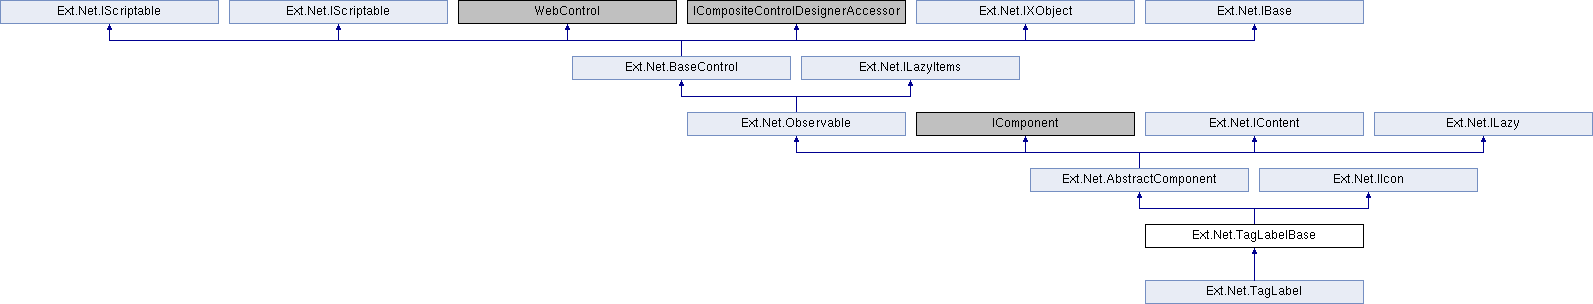 Ext.Net.IScriptable
Ext.Net.IScriptable
WebControl
ICompositeControlDesignerAccessor
Ext.Net.IXObject
Ext.Net.IBase
Ext.Net.BaseControl
Ext.Net.ILazyItems
Ext.Net.Observable
IComponent
Ext.Net.IContent
Ext.Net.ILazy
Ext.Net.AbstractComponent
Ext.Net.IIcon
Ext.Net.TagLabelBase
Ext.Net.TagLabel